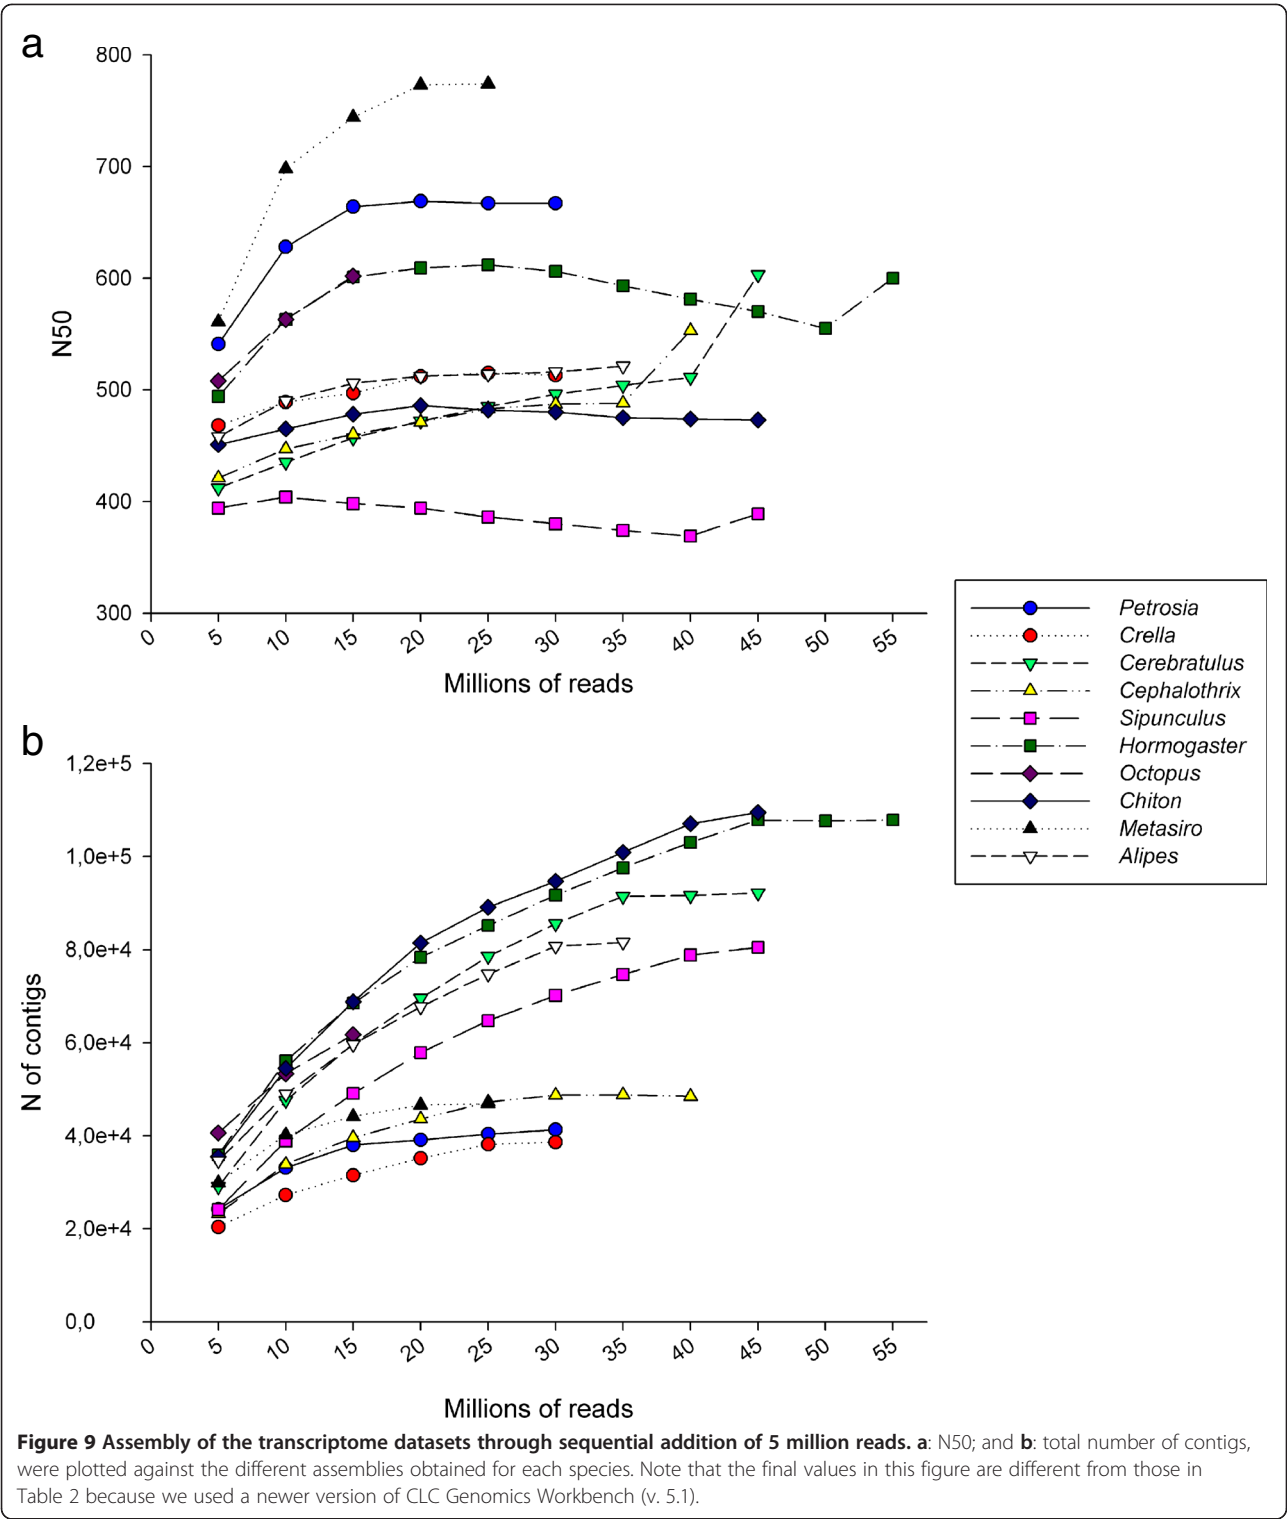 a
800
700
600
500
400
300
N50
0 5 10 15 20 25 30 35 40 45 50 55
Millions of reads
Petrosia
Crella
Cerebratulus
Cephalothrix
Sipunculus
Hormogaster
Octopus
Chiton
Metasiro
Alipes
b
1,2e+5
1,0e+5
8,0e+4
6,0e+4
4,0e+4
2,0e+4
0,0
N of contigs
0 5 10 15 20 25 30 35 40 45 50 55
Millions of reads
Figure 9 Assembly of the transcriptome datasets through sequential addition of 5 million reads. a: N50; and b: total number of contigs,
were plotted against the different assemblies obtained for each species. Note that the final values in this figure are different from those in
Table 2 because we used a newer version of CLC Genomics Workbench (v. 5.1).